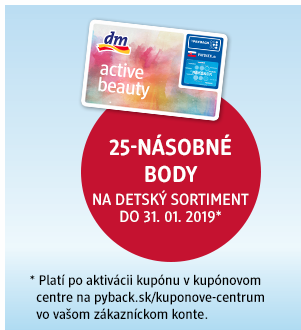 dm
active
beauty
PAYBACK
25-NÁSOBNÉ
BODY
NA DETSKÝ SORTIMENT
DO 31. 01. 2019*
* Platí po aktivácii kupónu v kupónovom
centre na pyback.sk/kuponove-centrum
vo vašom zákazníckom konte.